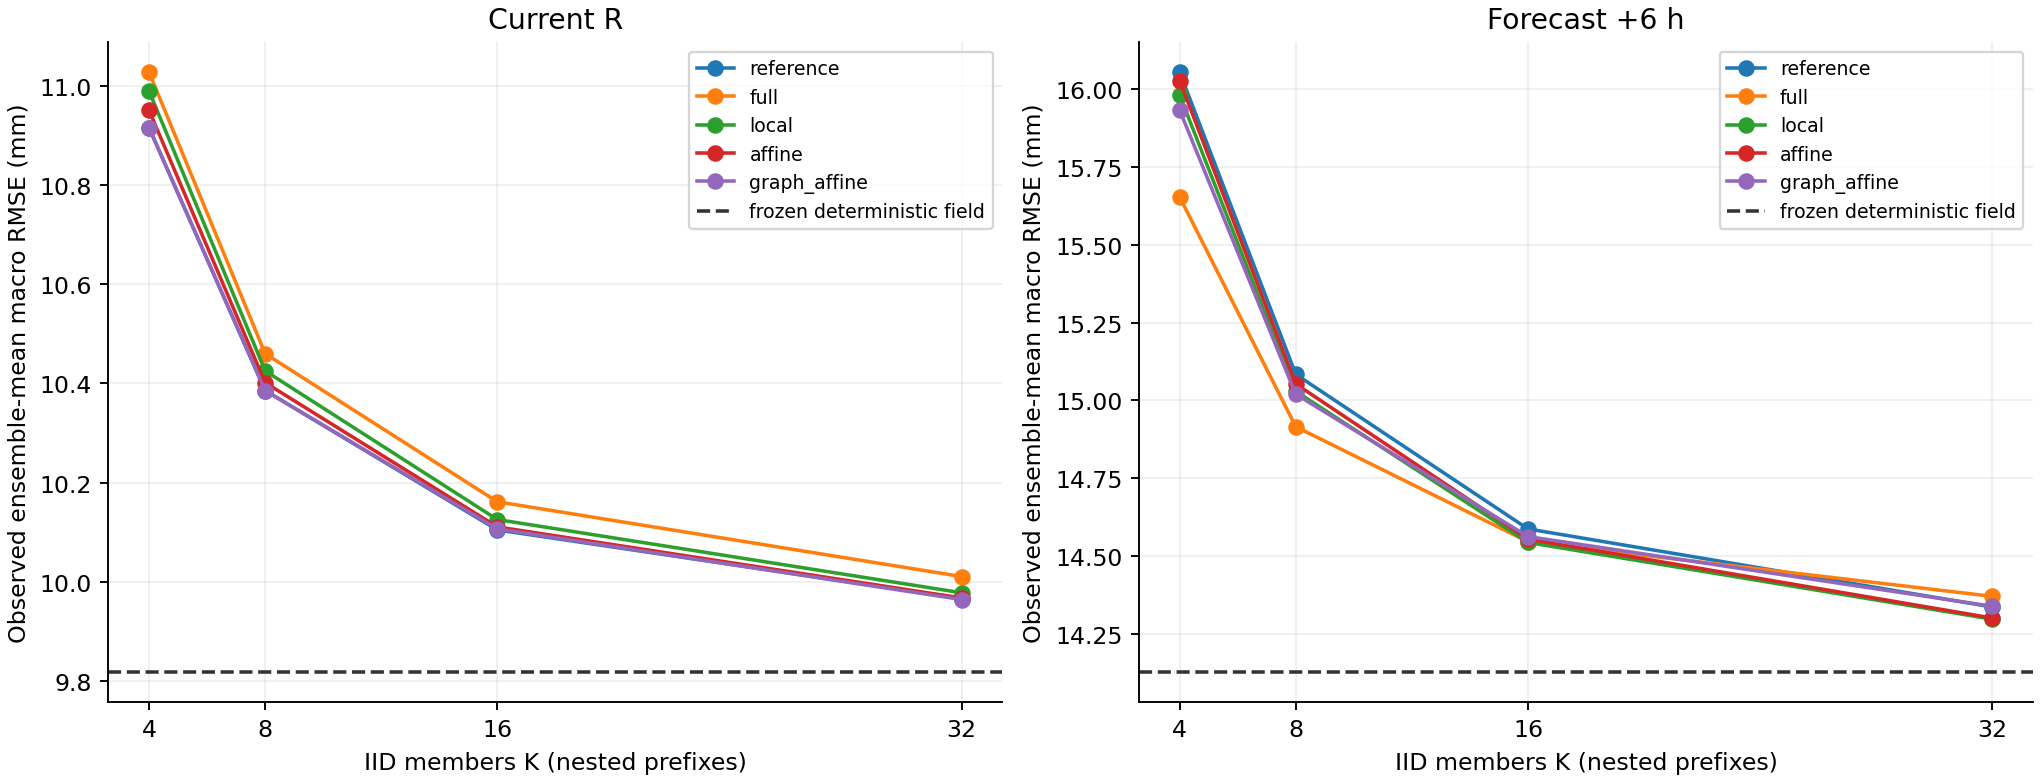 Current R
Observed ensemble-mean macro RMSE (mm)
11.0
10.8
10.6
10.4
10.2
10.0
9.8
4
8
16
32
IID members K (nested prefixes)
reference
full
local
affine
graph_affine
frozen deterministic field
Forecast +6 h
Observed ensemble-mean macro RMSE (mm)
16.00
15.75
15.50
15.25
15.00
14.75
14.50
14.25
4
8
16
32
IID members K (nested prefixes)
reference
full
local
affine
graph_affine
frozen deterministic field